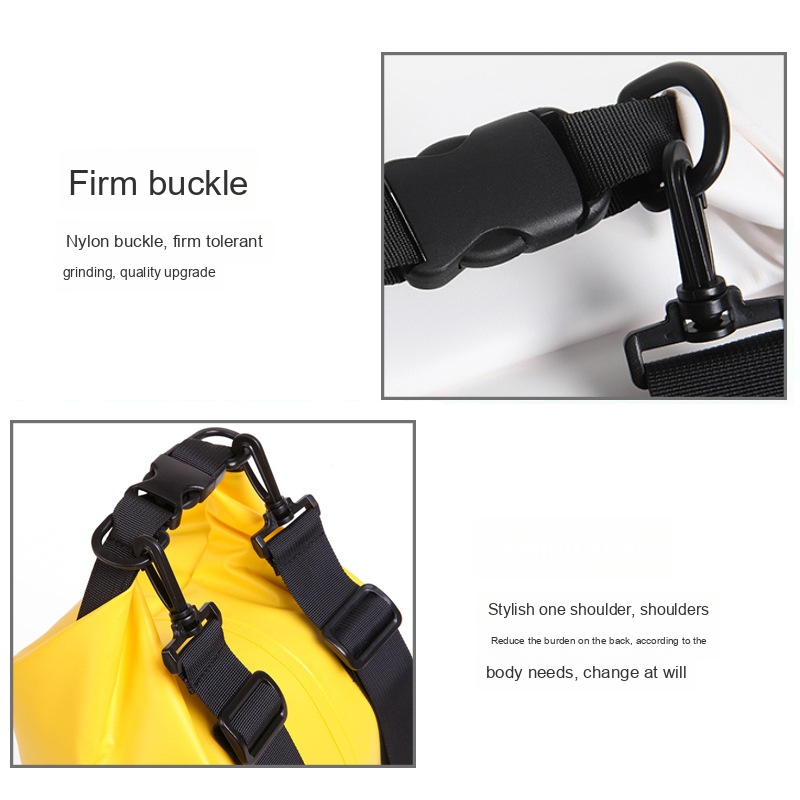 Firm buckle
Nylon buckle, firm tolerant
grinding, quality upgrade
Stylish one shoulder, shoulders
Reduce the burden on the back, according to the
body needs, change at will